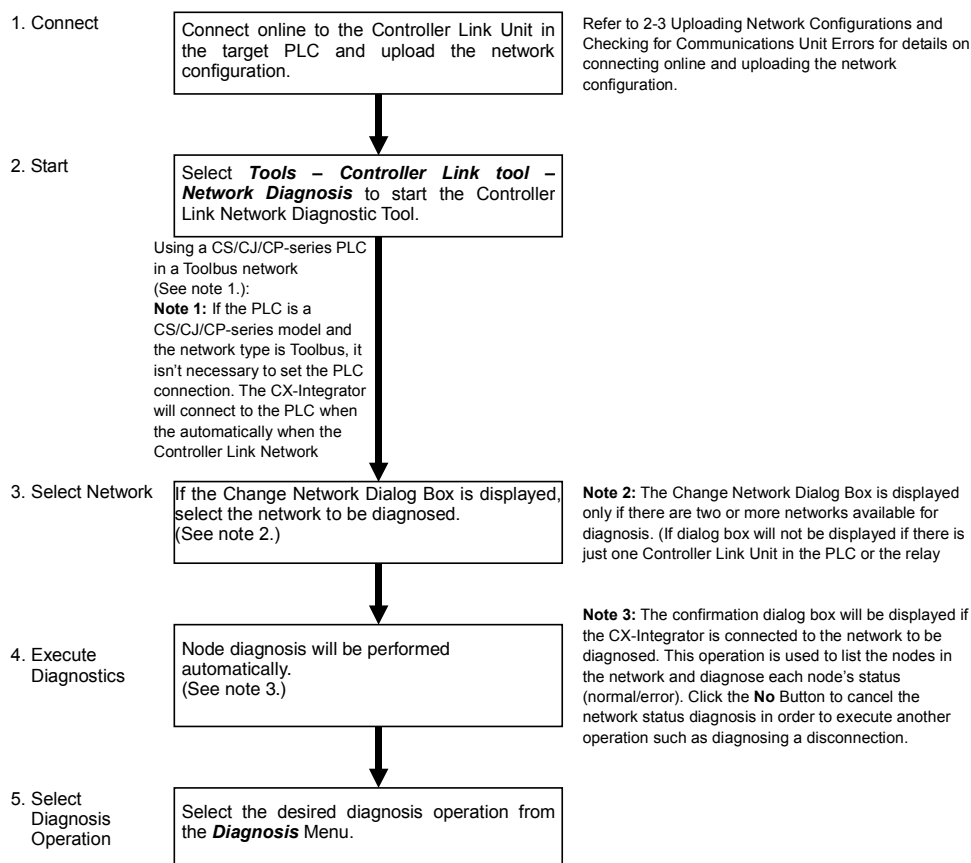 1. Connect
Connect online to the Controller Link Unit in
the target PLC and upload the network
configuration.
Refer to 2-3 Uploading Network Configurations and
Checking for Communications Unit Errors for details on
connecting online and uploading the network
configuration.
2. Start
Select Tools – Controller Link tool –
Network Diagnosis to start the Controller
Link Network Diagnostic Tool.
Using a CS/CJ/CP-series PLC
in a Toolbus network
(See note 1.):
Note 1: If the PLC is a
CS/CJ/CP-series model and
the network type is Toolbus, it
isn't necessary to set the PLC
connection. The CX-Integrator
will connect to the PLC when
the automatically when the
Controller Link Network
3. Select Network
If the Change Network Dialog Box is displayed,
select the network to be diagnosed.
(See note 2.)
Note 2: The Change Network Dialog Box is displayed
only if there are two or more networks available for
diagnosis. (If dialog box will not be displayed if there is
just one Controller Link Unit in the PLC or the relay
4. Execute
Diagnostics
Node diagnosis will be performed
automatically.
(See note 3.)
Note 3: The confirmation dialog box will be displayed if
the CX-Integrator is connected to the network to be
diagnosed. This operation is used to list the nodes in
the network and diagnose each node's status
(normal/error). Click the No Button to cancel the
network status diagnosis in order to execute another
operation such as diagnosing a disconnection.
5. Select
Diagnosis
Operation
Select the desired diagnosis operation from
the Diagnosis Menu.